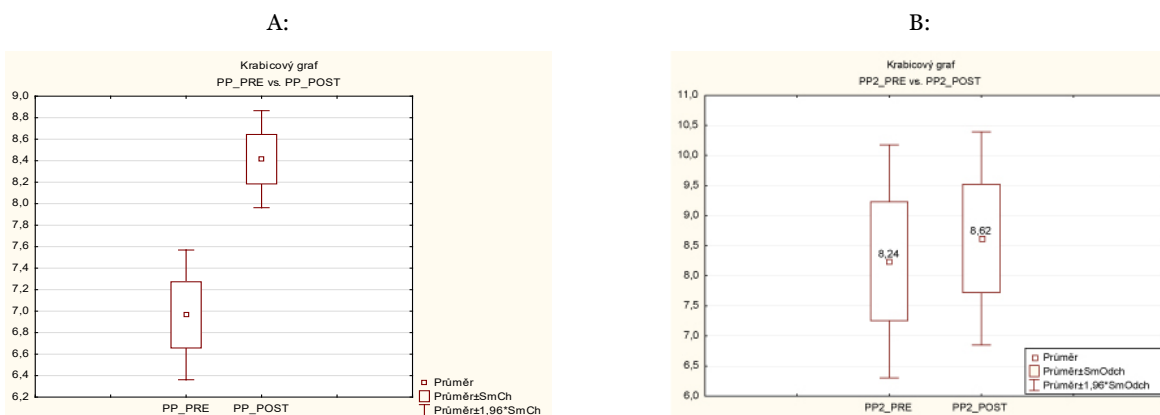 A:
Krabicový graf
PP_PRE vs. PP_POST
9,0
8,8
8,6
8,4
8,2
8,0
7,8
7,6
7,4
7,2
7,0
6,8
6,6
6,4
6,2
PP_PRE PP_POST
Průměr
Průměr±SmCh
Průměr±1,96*SmCh
B:
Krabicový graf
PP2_PRE vs. PP2_POST
11,0
10,5
10,0
9,5
9,0
8,5
8,0
7,5
7,0
6,5
6,0
8,24
8,62
PP2_PRE PP2_POST
Průměr
Průměr±SmOdch
Průměr±1,96*SmOdch